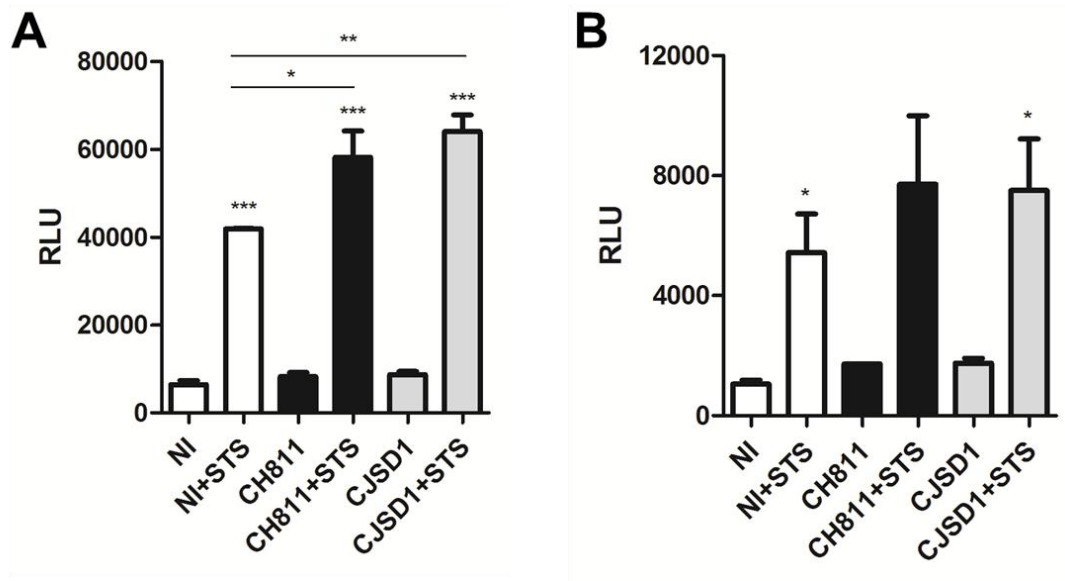 A
B
**
*
***
***
***
80000
60000
40000
20000
0
RLU
NI
NI+STS
CH811
CH811+STS
CJSD1
CJSD1+STS
*
*
12000
8000
4000
0
RLU
NI
NI+STS
CH811
CH811+STS
CJSD1
CJSD1+STS